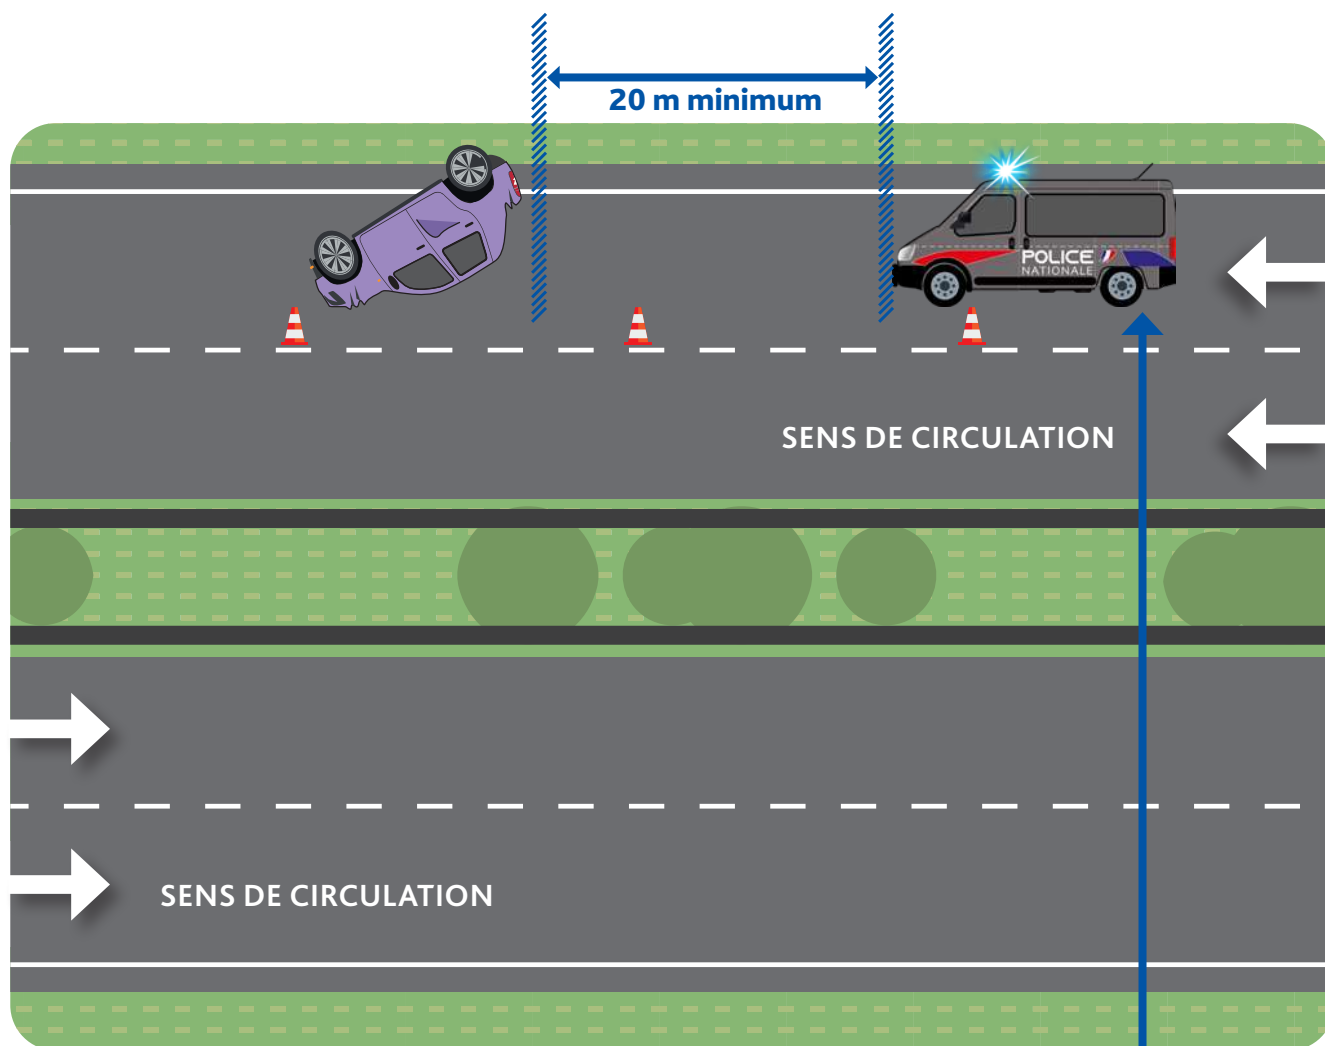 20 m minimum
POLICE
NATIONALE
SENS DE CIRCULATION
SENS DE CIRCULATION